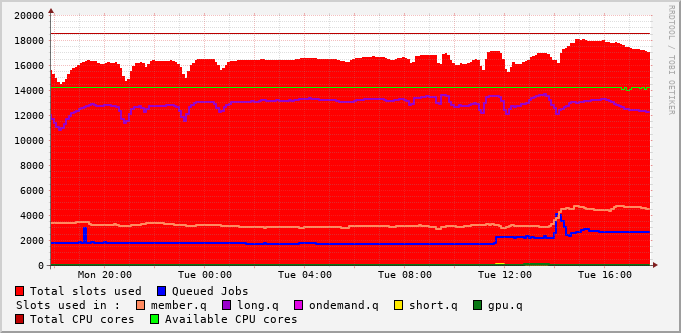 RRDTOOL / TOBI OETIKER
20000
18000
16000
14000
12000
10000
8000
6000
4000
2000
0
Mon 20:00 Tue 00:00 Tue 04:00 Tue 08:00 Tue 12:00 Tue 16:00
Total slots used Queued Jobs
Slots used in : member.q long.q ondemand.q short.q gpu.q
Total CPU cores Available CPU cores